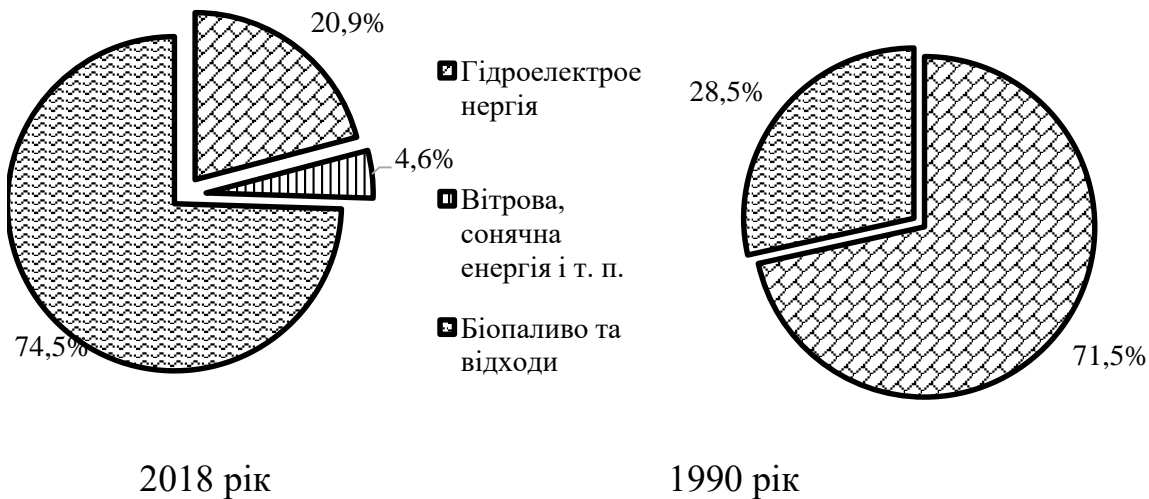 20,9%
Гідроелектрое
нергія
28,5%
4,6%
Вітрова,
сонячна
енергія і т. п.
Біопаливо та
відходи
74,5%
71,5%
2018 рік
1990 рік